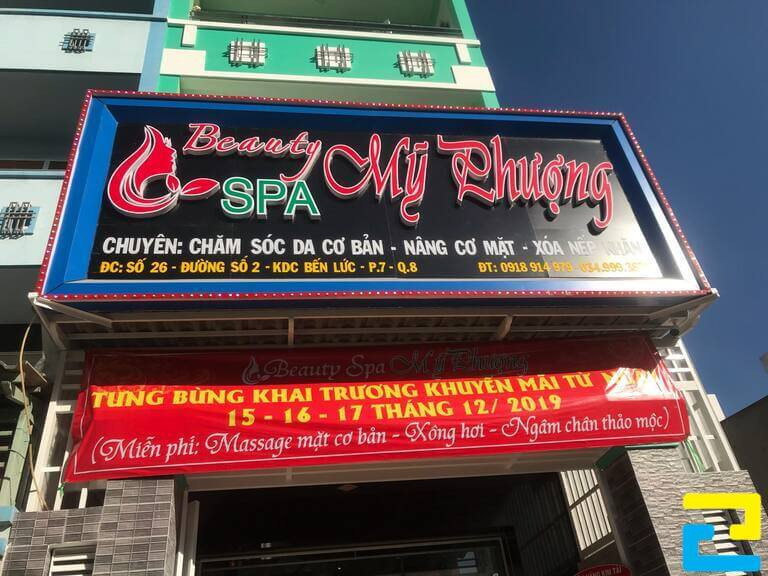 Beauty SPA Mỹ Phượng
CHUYÊN: CHĂM SÓC DA CƠ BẢN - NÂNG CƠ MẶT - XÓA NẾP NHĂN
ĐC: SỐ 26 - ĐƯỜNG SỐ 2 - KDC BẾN LỨC - P.7 - Q.8 ĐT: 0918 914 979 -
Beauty Spa Mỹ Phượng
TƯNG BỪNG KHAI TRƯƠNG KHUYẾN MÃI TỪ
15 - 16 - 17 THÁNG 12/ 2019
(Miễn phí: Massage mặt cơ bản - Xông hơi - Ngâm chân thảo mộc)